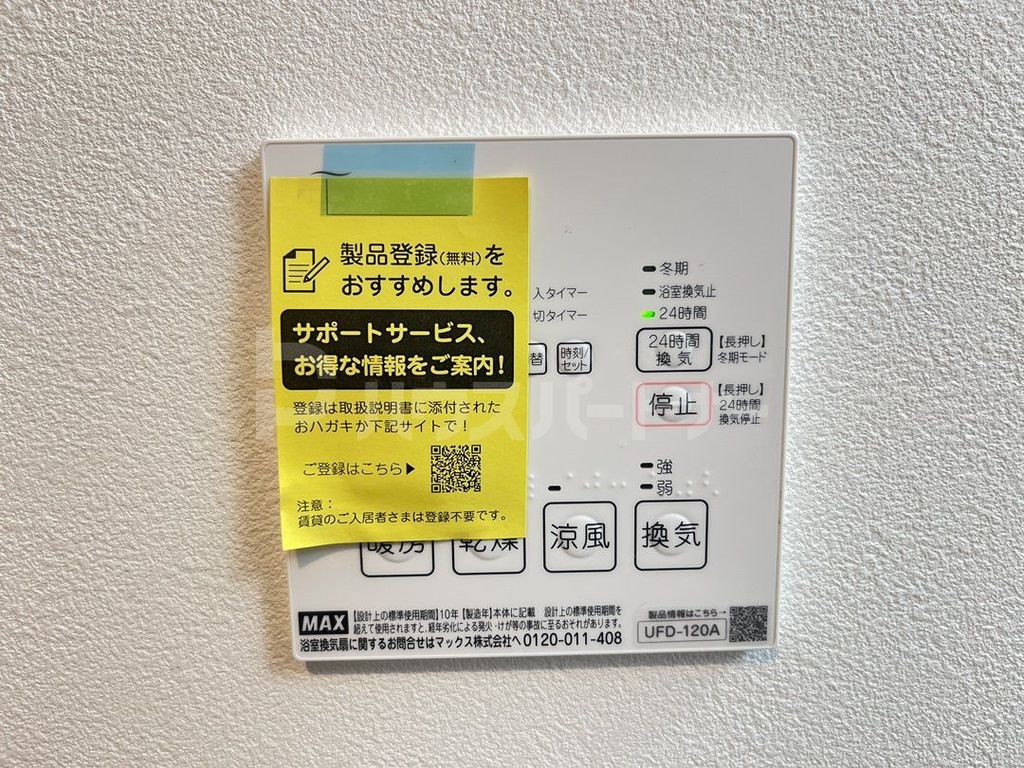 製品登録(無料)を
おすすめします。
サポートサービス、
お得な情報をご案内!
登録は取扱説明書に添付された
おハガキか下記サイトで!
ご登録はこちら▶
注意：
賃貸のご入居者さまは登録不要です。
入タイマー
切タイマー
替
時刻/
セット
冬期
浴室換気止
24時間
24時間
換気
【長押し】
冬期モード
停止
【長押し】
24時間
換気停止
強
弱
暖房
乾燥
涼風
換気
MAX
【設計上の標準使用期間】10年 【製造年】本体に記載 設計上の標準使用期間を
超えて使用されますと、経年劣化による発火・けが等の事故に至るおそれがあります。
浴室換気扇に関するお問合せはマックス株式会社へ 0120-011-408
製品情報はこちら→
UFD-120A